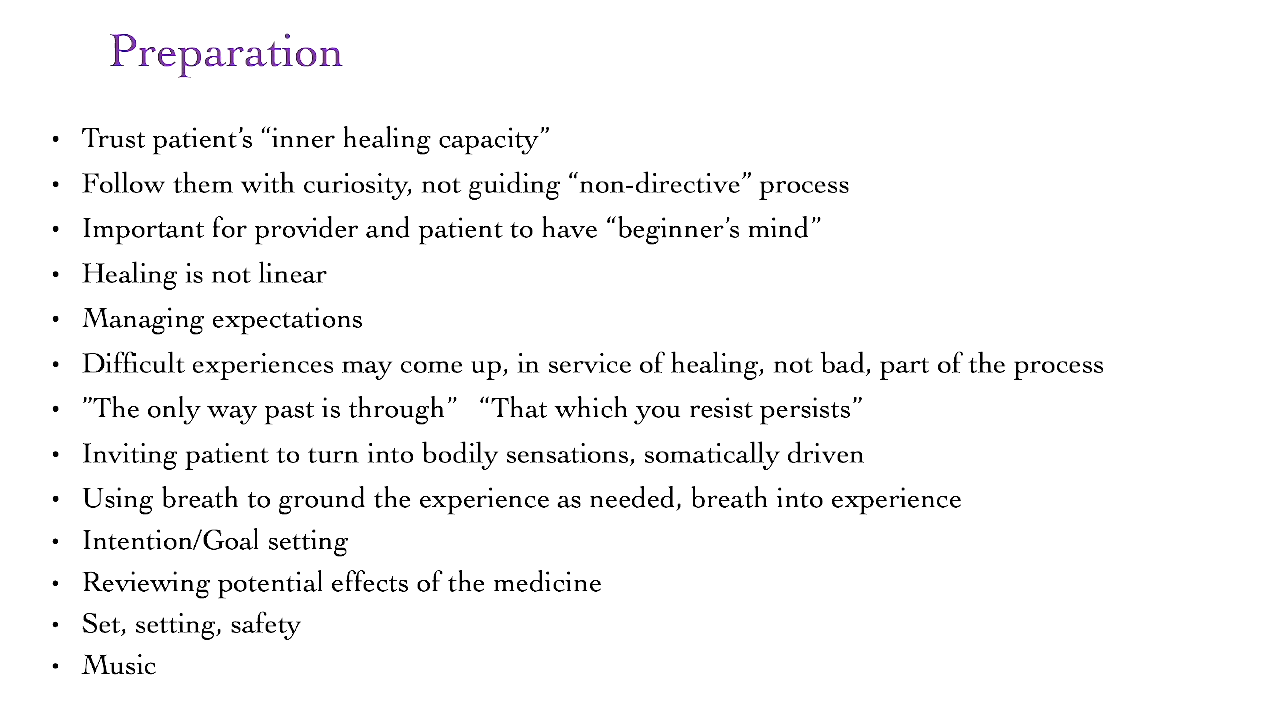 Preparation
• Trust patient’s “inner healing capacity”
• Follow them with curiosity, not guiding “non-directive” process
• Important for provider and patient to have “beginner’s mind”
• Healing is not linear
• Managing expectations
• Difficult experiences may come up, in service of healing, not bad, part of the process
• ”The only way past is through” “That which you resist persists”
• Inviting patient to turn into bodily sensations, somatically driven
• Using breath to ground the experience as needed, breath into experience
• Intention/Goal setting
• Reviewing potential effects of the medicine
• Set, setting, safety
• Music